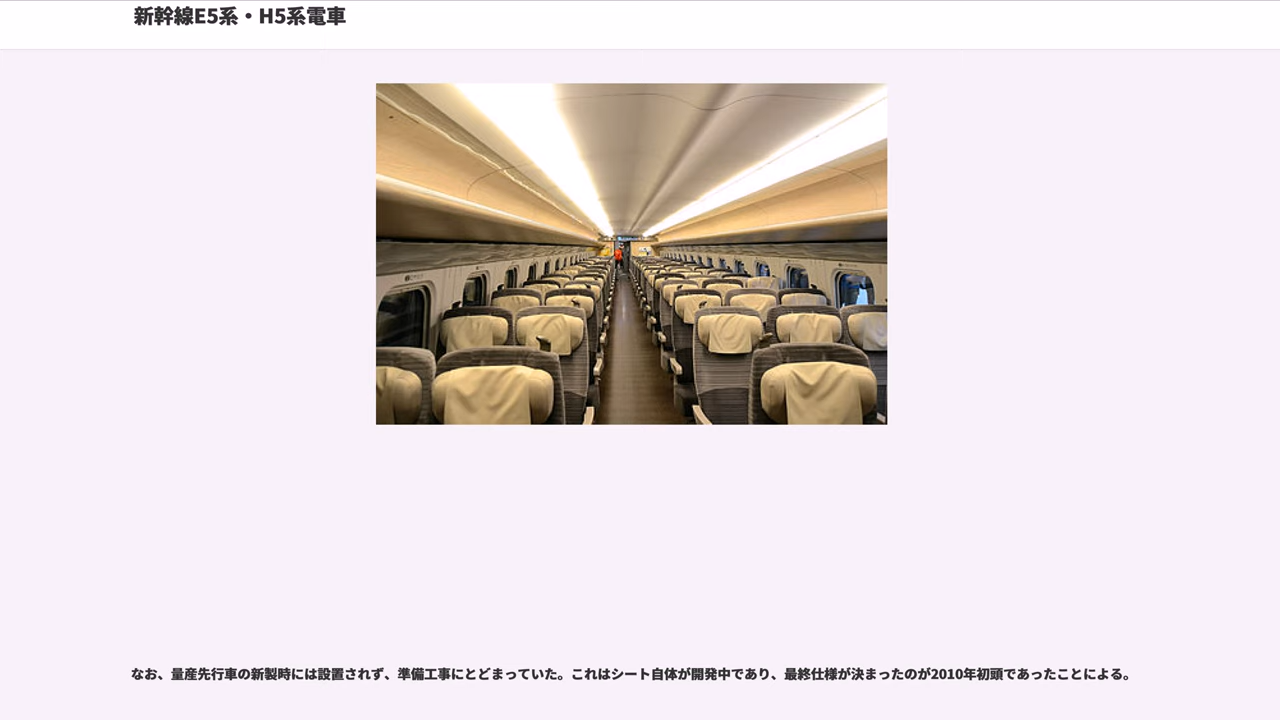 新幹線E5系・H5系電車
なお、量産先行車の新製時には設置されず、準備工事にとどまっていた。これはシート自体が開発中であり、最終仕様が決まったのが2010年初頭であったことによる。